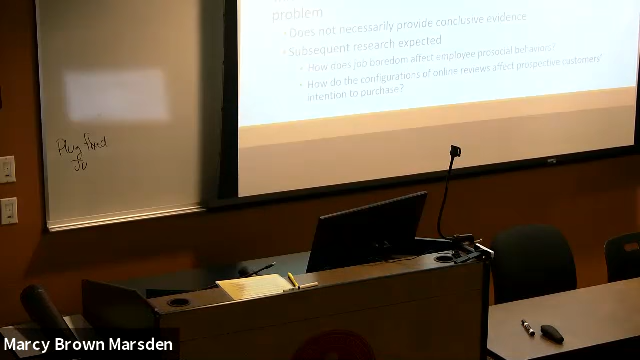 problem
Does not necessarily provide conclusive evidence
Subsequent research expected
How does job boredom affect employee prosocial behavior?
How do the configurations of online reviews affect prospective customers'
intention to purchase?
Marcy Brown Marsden